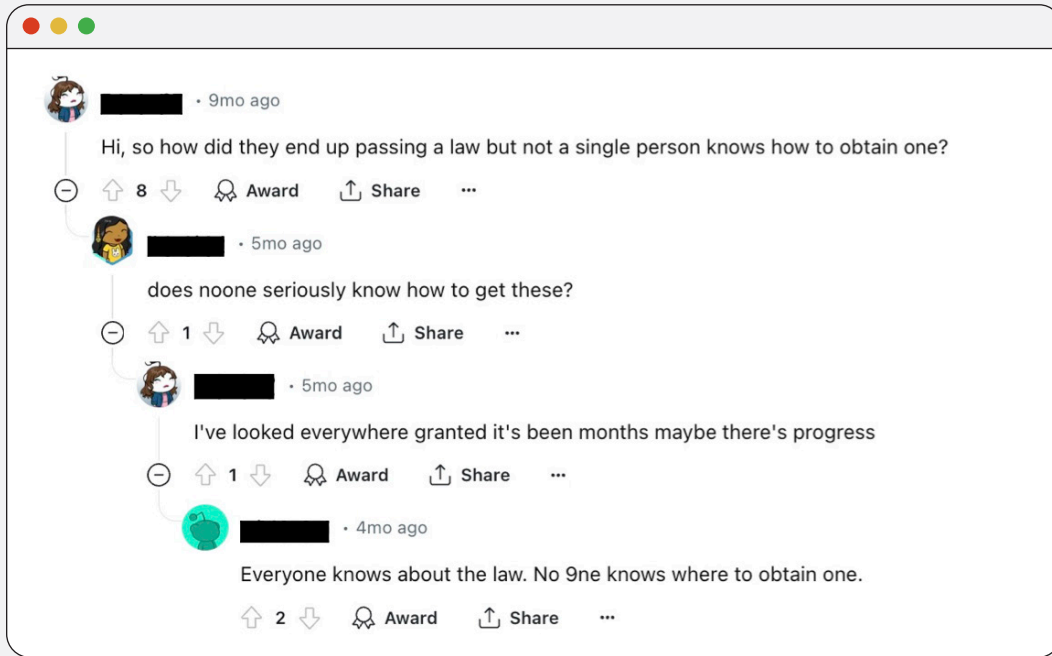 • 9mo ago
Hi, so how did they end up passing a law but not a single person knows how to obtain one?
8 Award Share ...
• 5mo ago
does noone seriously know how to get these?
1 Award Share ...
• 5mo ago
I've looked everywhere granted it's been months maybe there's progress
1 Award Share ...
• 4mo ago
Everyone knows about the law. No 9ne knows where to obtain one.
2 Award Share ...